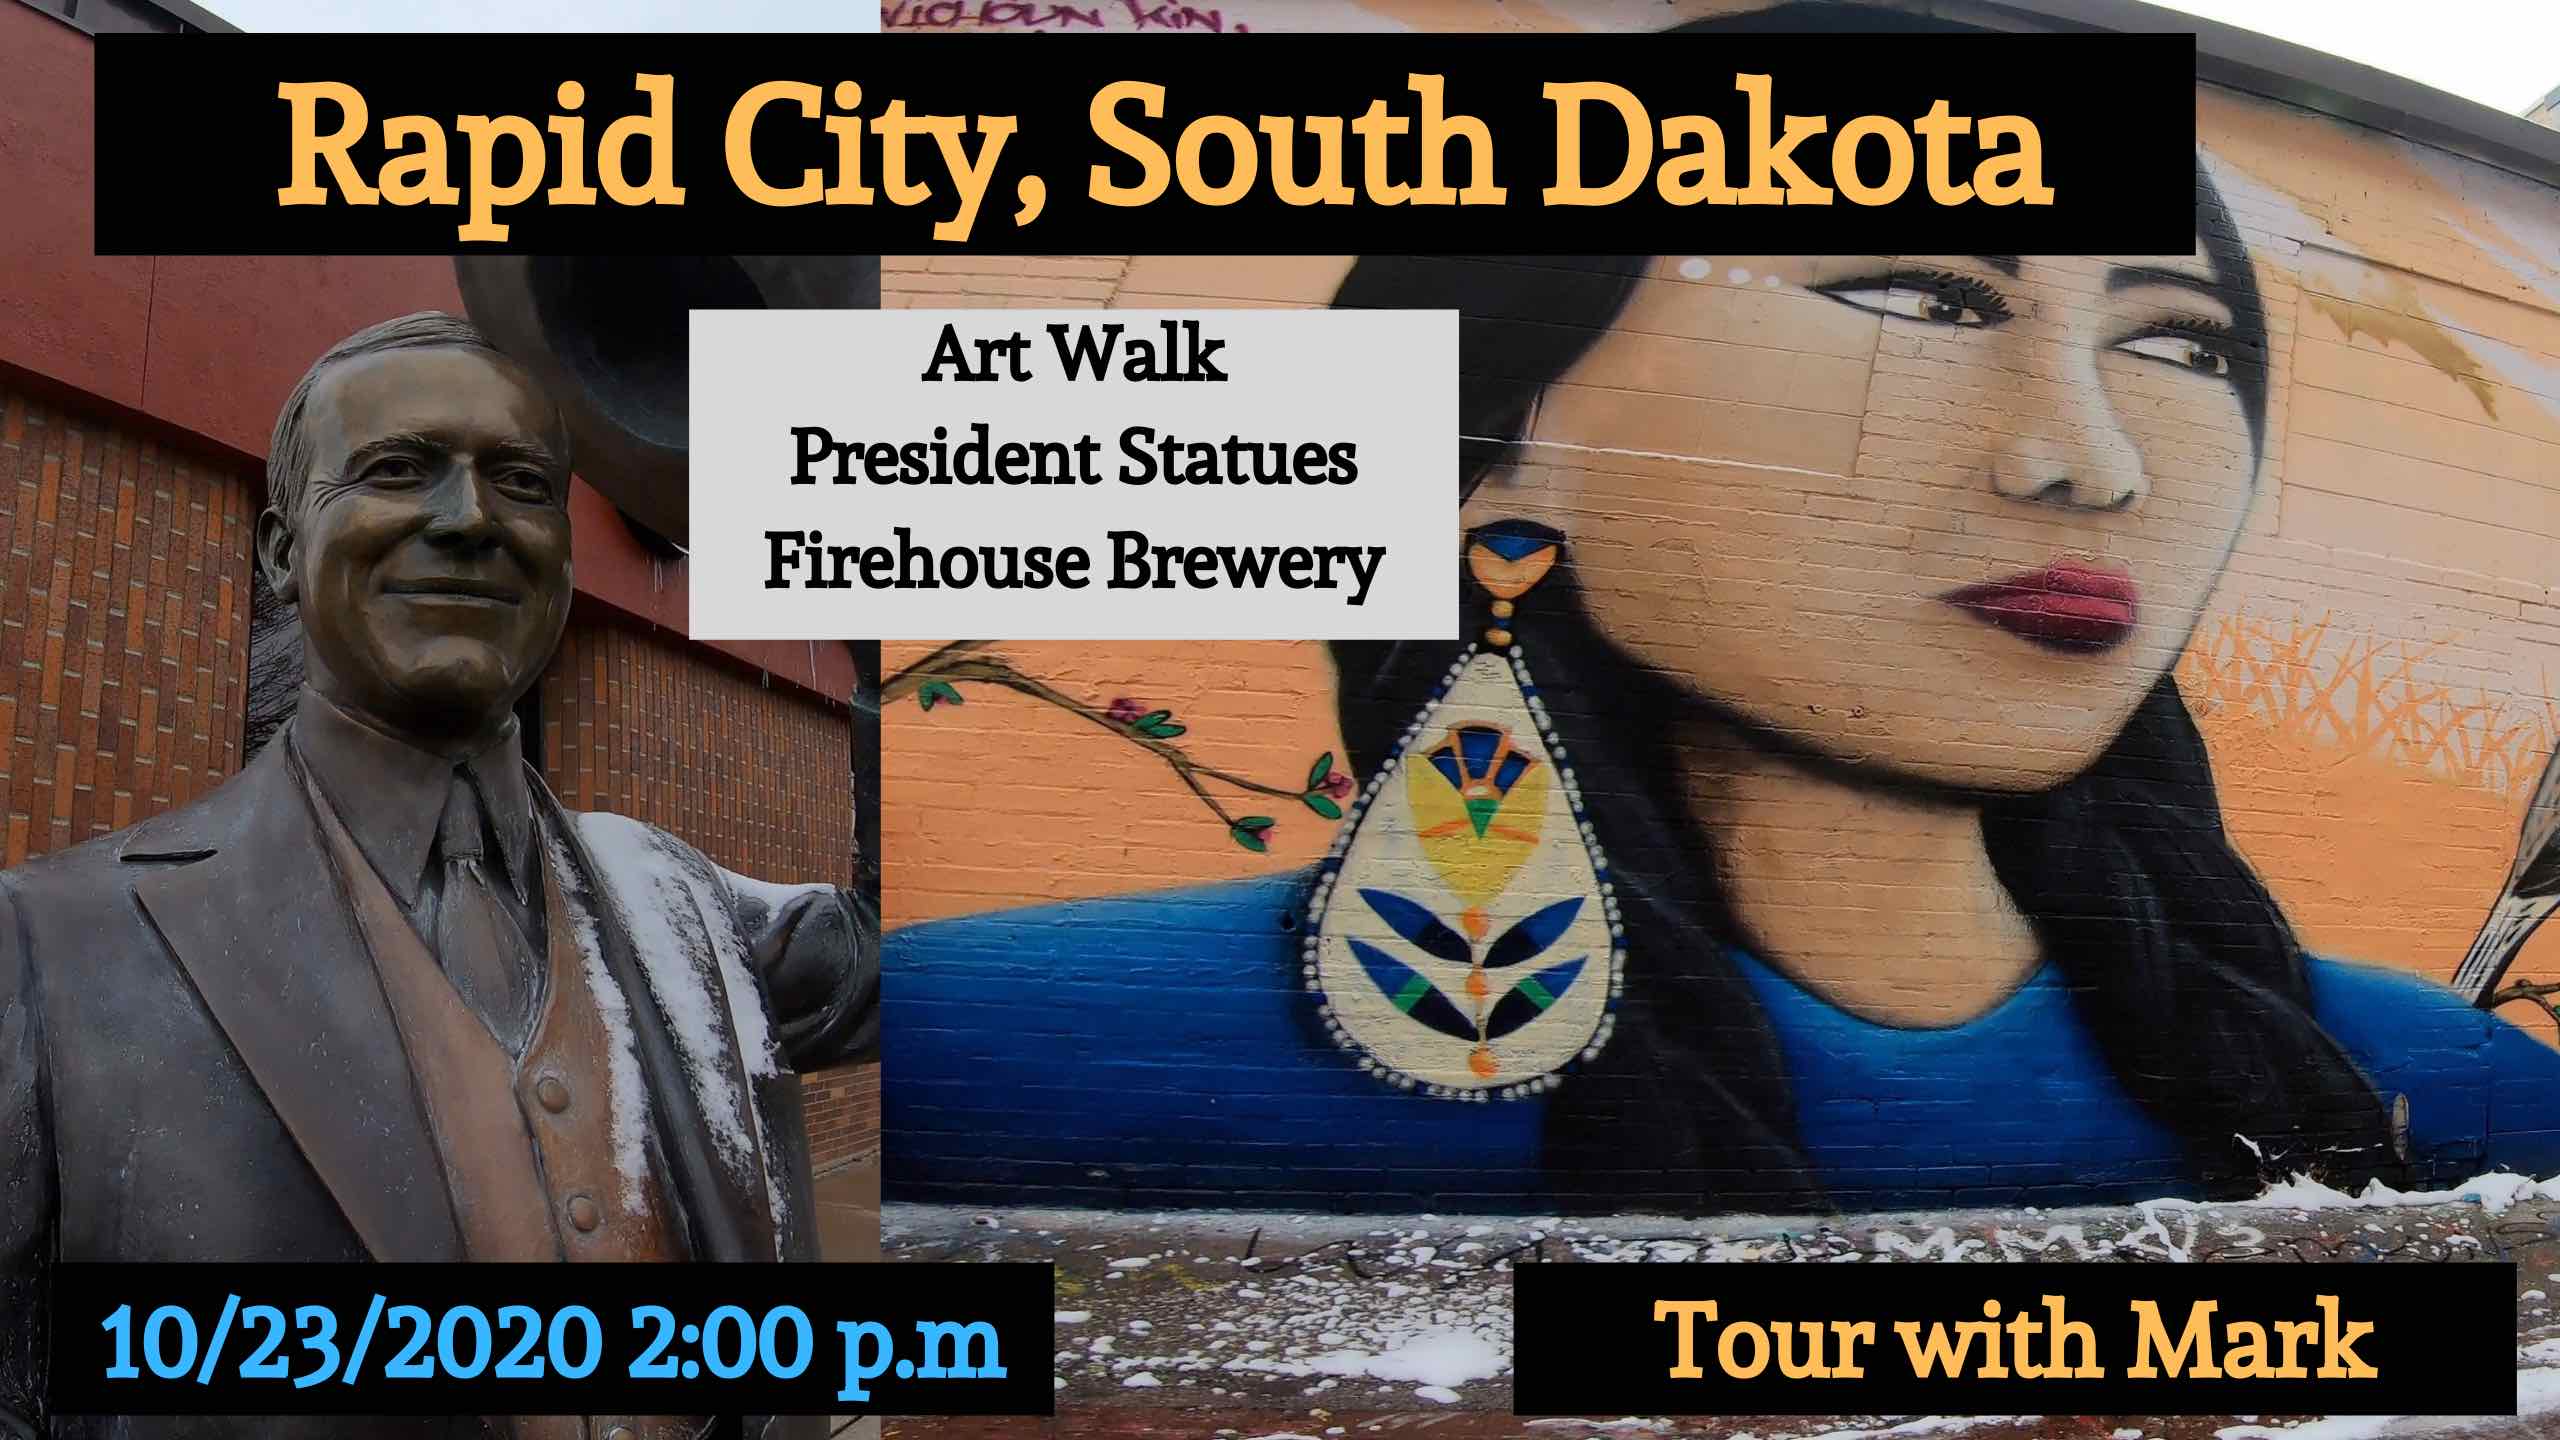 Rapid City, South Dakota
Art Walk
President Statues
Firehouse Brewery
10/23/2020 2:00 p.m
Tour with Mark